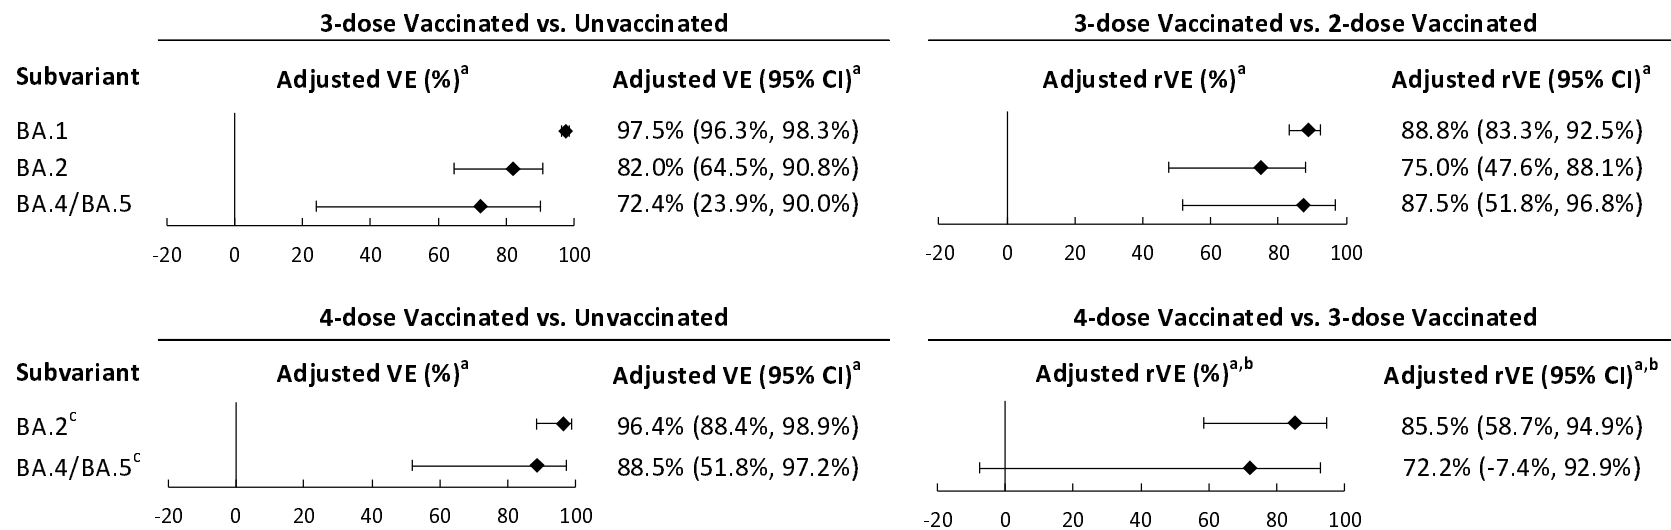 3-dose Vaccinated vs. Unvaccinated 3-dose Vaccinated vs. 2-dose Vaccinated
Subvariant Adjusted VE (%)a Adjusted VE (95% CI)a Adjusted rVE (%)a Adjusted rVE (95% CI)a
BA.1 97.5% (96.3%, 98.3%) 88.8% (83.3%, 92.5%)
BA.2 82.0% (64.5%, 90.8%) 75.0% (47.6%, 88.1%)
BA.4/BA.5 72.4% (23.9%, 90.0%) 87.5% (51.8%, 96.8%)
-20 0 20 40 60 80 100 -20 0 20 40 60 80 100
4-dose Vaccinated vs. Unvaccinated 4-dose Vaccinated vs. 3-dose Vaccinated
Subvariant Adjusted VE (%)a Adjusted VE (95% CI)a Adjusted rVE (%)a,b Adjusted rVE (95% CI)a,b
BA.2c 96.4% (88.4%, 98.9%) 85.5% (58.7%, 94.9%)
BA.4/BA.5c 88.5% (51.8%, 97.2%) 72.2% (-7.4%, 92.9%)
-20 0 20 40 60 80 100 -20 0 20 40 60 80 100